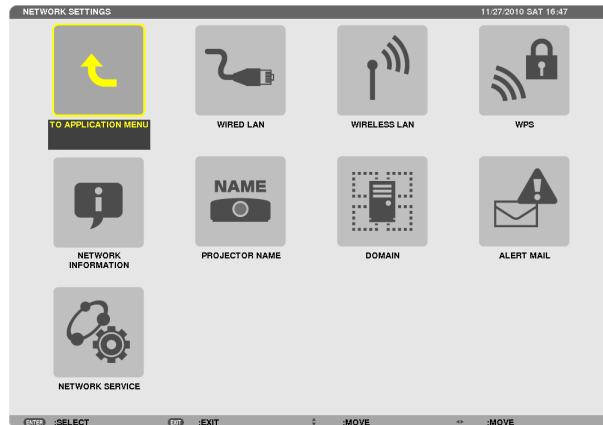 NETWORK SETTINGS 11/27/2010 SAT 16:47
TO APPLICATION MENU WIRED LAN WIRELESS LAN WPS
NAME
NETWORK
INFORMATION PROJECTOR NAME DOMAIN ALERT MAIL
NETWORK SERVICE
ENTER :SELECT EXIT :EXIT :MOVE :MOVE